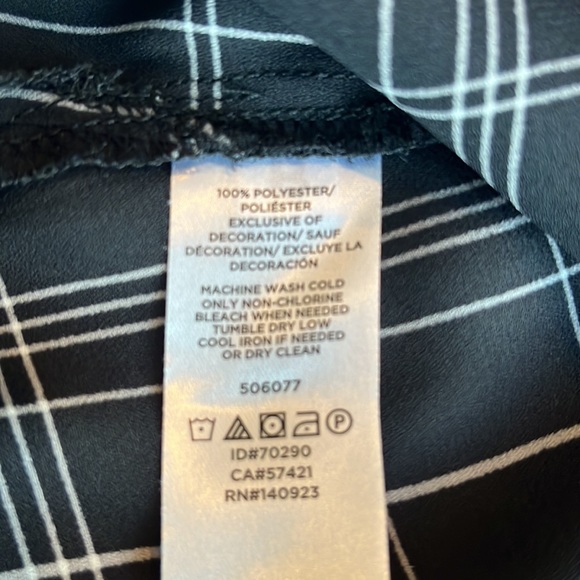 100% POLYESTER/
POLIÉSTER
EXCLUSIVE OF
DECORATION/ SAUF
DÉCORATION/ EXCLUYE LA
DECORACIÓN
MACHINE WASH COLD
ONLY NON-CHLORINE
BLEACH WHEN NEEDED
TUMBLE DRY LOW
COOL IRON IF NEEDED
OR DRY CLEAN
506077
P
ID#70290
CA#57421
RN#140923